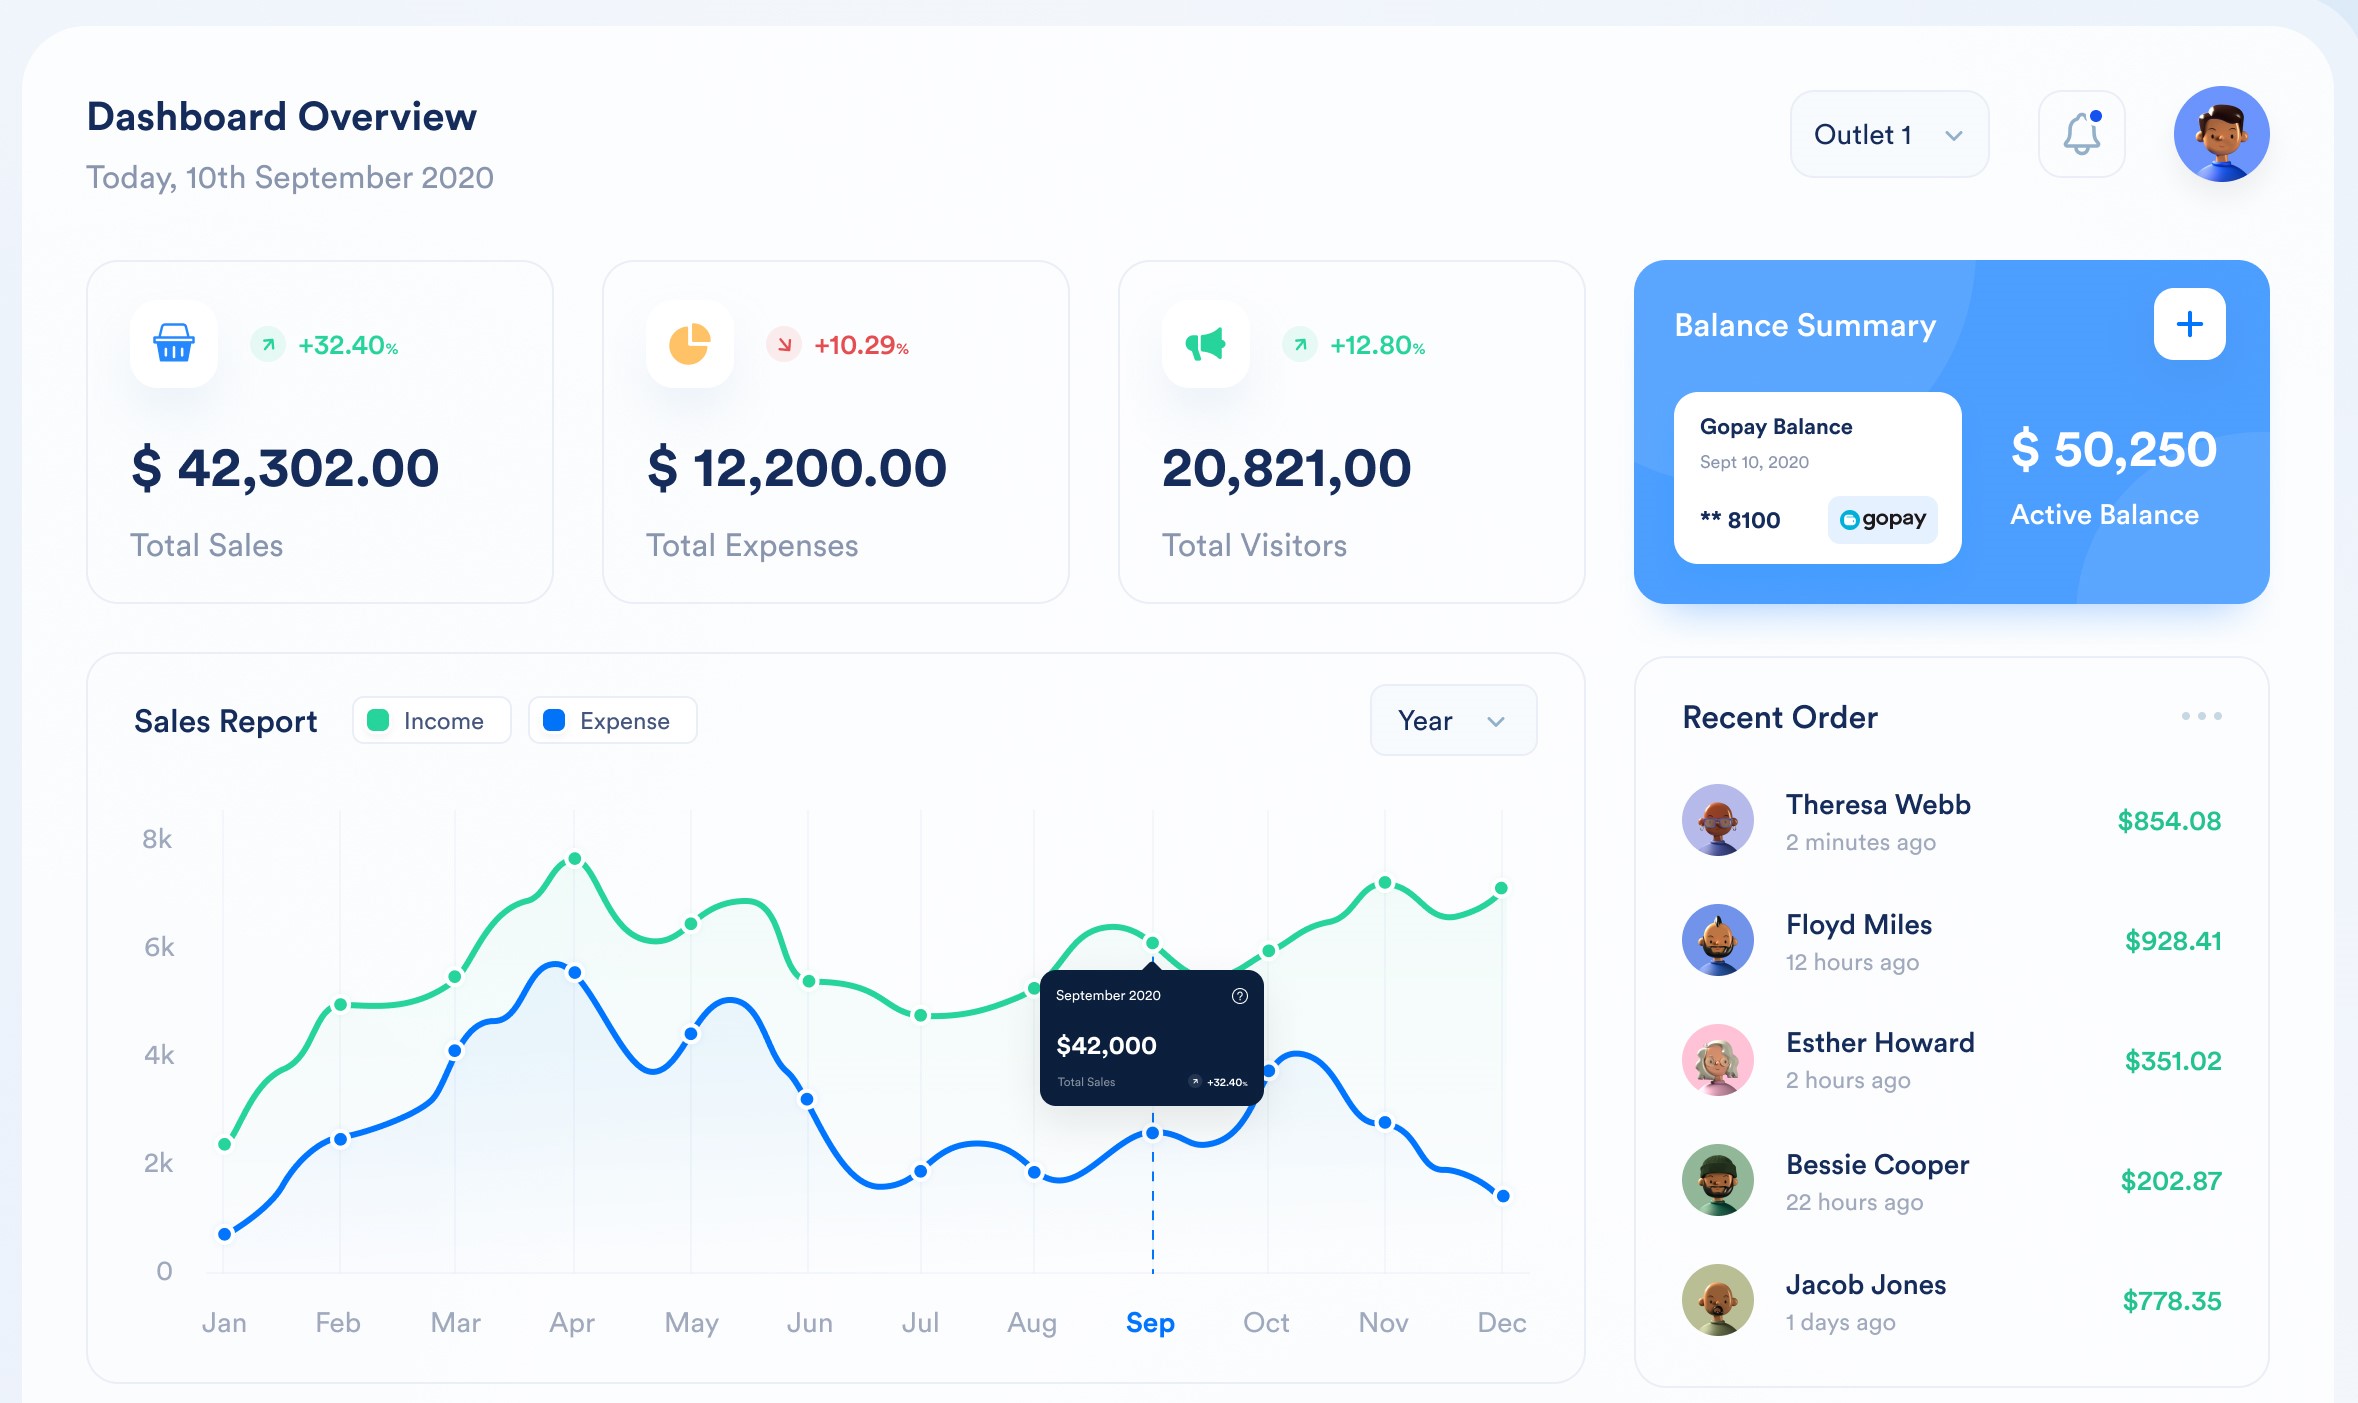 Dashboard Overview
Today, 10th September 2020
Outlet 1
+32.40%
$ 42,302.00
Total Sales
+10.29%
$ 12,200.00
Total Expenses
+12.80%
20,821,00
Total Visitors
Balance Summary
Gopay Balance
Sept 10, 2020
** 8100
gopay
$ 50,250
Active Balance
Sales Report
Income
Expense
Year
8k
6k
4k
2k
0
September 2020
$42,000
Total Sales
+32.40%
Jan Feb Mar Apr May Jun Jul Aug Sep Oct Nov Dec
Recent Order
Theresa Webb
2 minutes ago
$854.08
Floyd Miles
12 hours ago
$928.41
Esther Howard
2 hours ago
$351.02
Bessie Cooper
22 hours ago
$202.87
Jacob Jones
1 days ago
$778.35